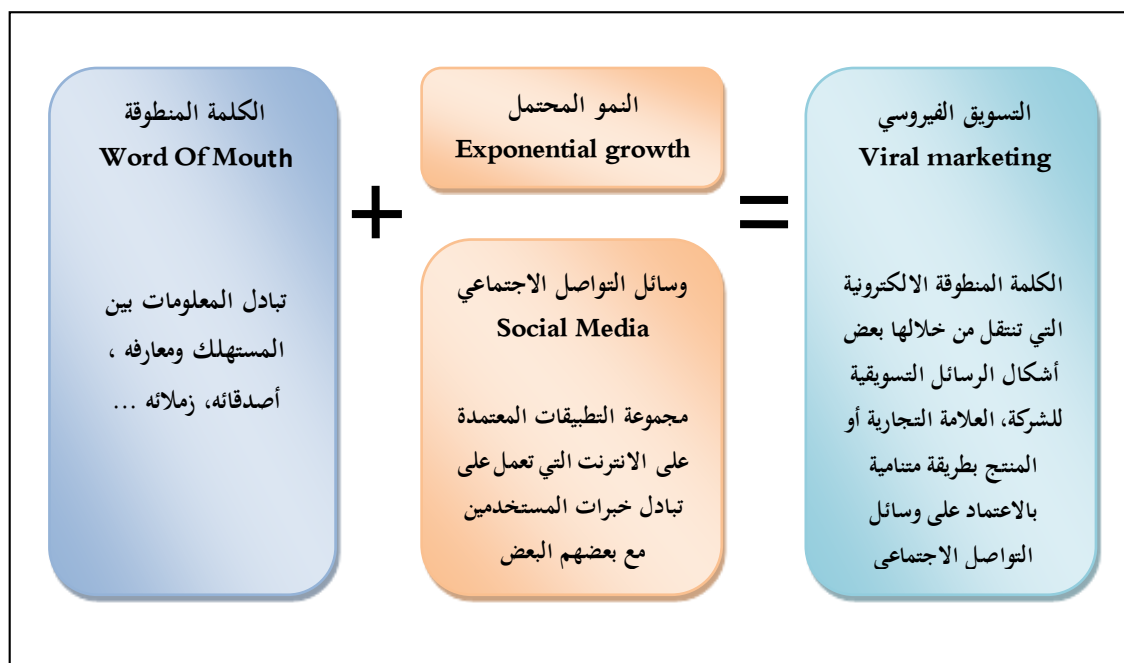 الكلمة المنطوقة
Word Of Mouth
تبادل المعلومات بين
المستهلك ومعارفه ،
أصدقائه، زملائه ...
+
النمو المحتمل
Exponential growth
وسائل التواصل الاجتماعي
Social Media
مجموعة التطبيقات المعتمدة
على الانترنت التي تعمل على
تبادل خبرات المستخدمين
مع بعضهم البعض
=
التسويق الفيروسي
Viral marketing
الكلمة المنطوقة الالكترونية
التي تنتقل من خلالها بعض
أشكال الرسائل التسويقية
للشركة، العلامة التجارية أو
المنتج بطريقة متنامية
بالاعتماد على وسائل
التواصل الاجتماعي